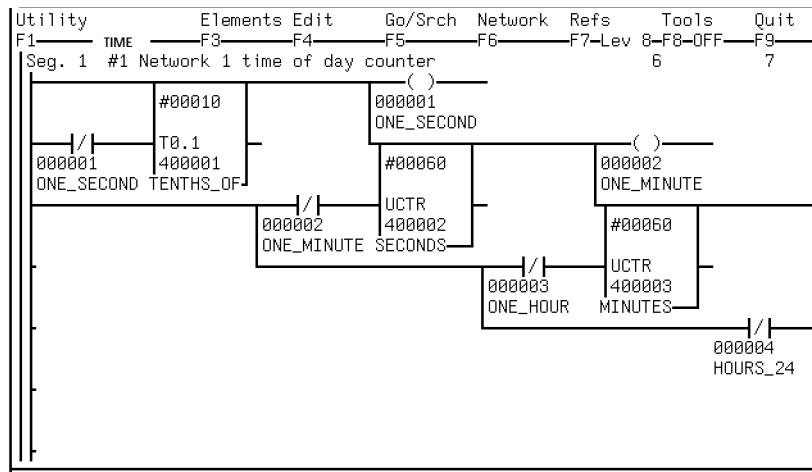 Utility Elements Edit Go/Srch Network Refs Tools Quit
F1 TIME F3 F4 F5 F6 F7-Lev 8-F8-OFF F9
Seg. 1 #1 Network 1 time of day counter 6 7
( )
#00010 000001
ONE_SECOND
/ T0.1 / ( )
000001 400001 #00060 000002
ONE_SECOND TENTHS_OF ONE_MINUTE
/ UCTR
000002 400002 #00060
ONE_MINUTE SECONDS
/ UCTR
000003 400003
ONE_HOUR MINUTES
/
000004
HOURS_24